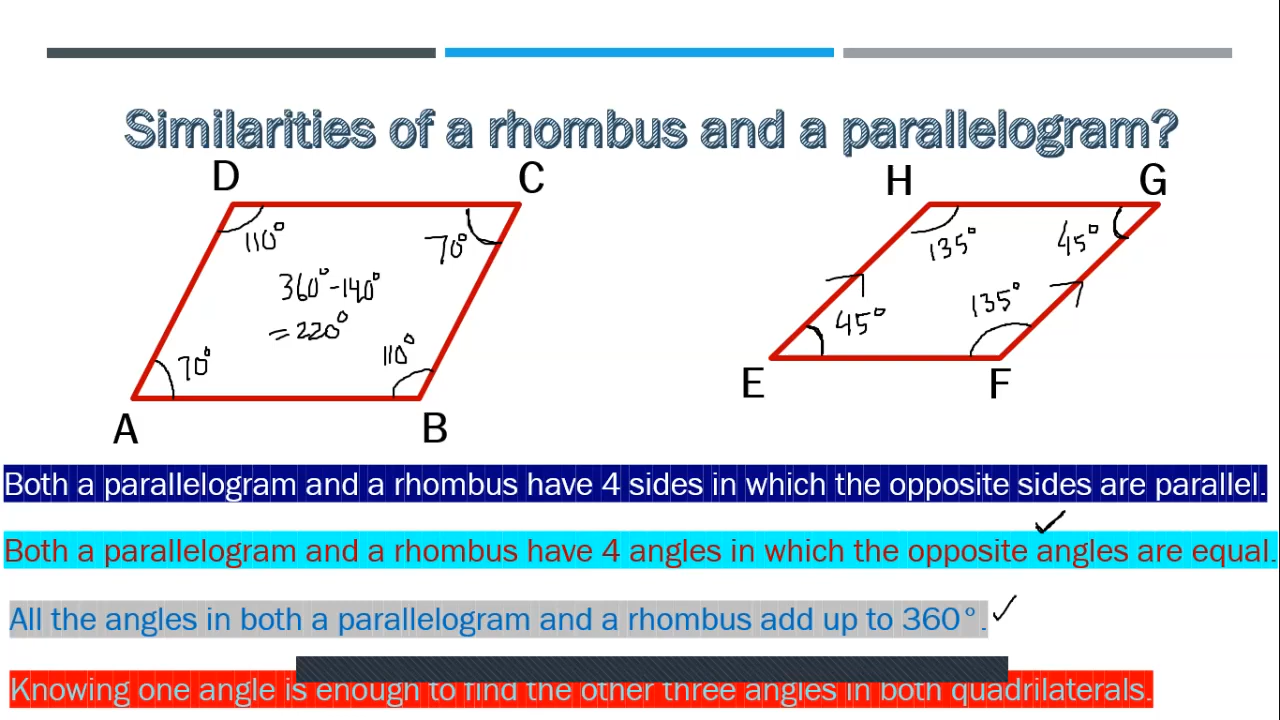 Similarities of a rhombus and a parallelogram?
D C H G
110° 70° 135° 45°
360°-140°
=220°
135°
45°
70° 110°
E F
A B
Both a parallelogram and a rhombus have 4 sides in which the opposite sides are parallel.
Both a parallelogram and a rhombus have 4 angles in which the opposite angles are equal.
All the angles in both a parallelogram and a rhombus add up to 360°.
Knowing one angle is enough to find the other three angles in both quadrilaterals.